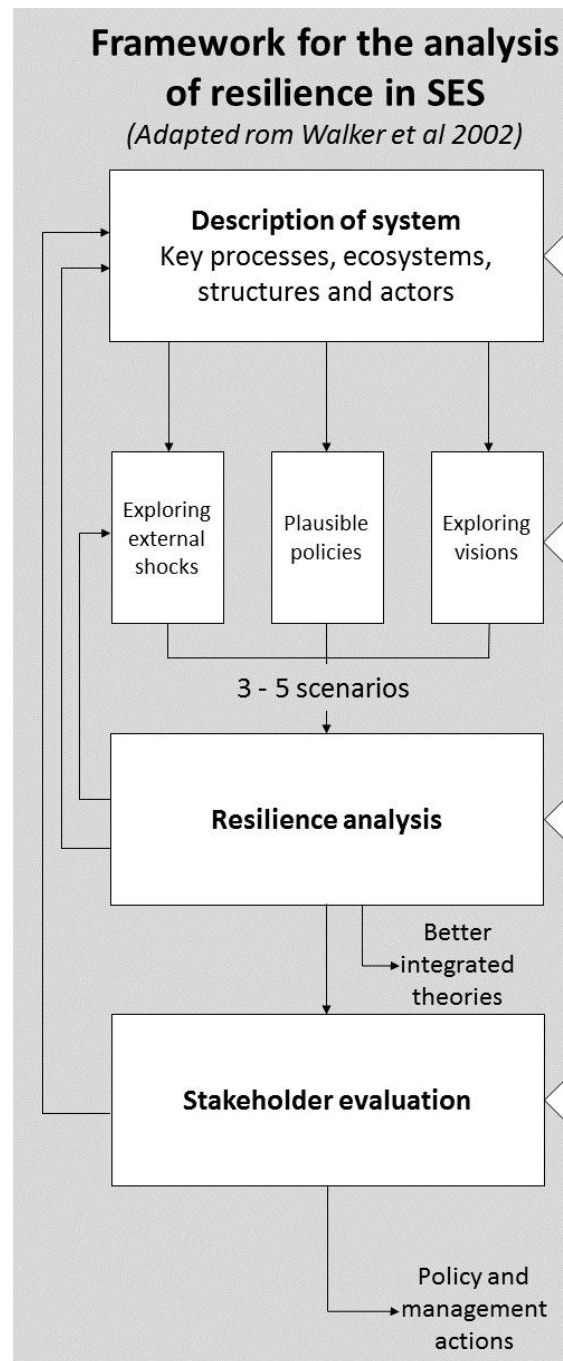 Framework for the analysis
of resilience in SES
(Adapted rom Walker et al 2002)
Description of system
Key processes, ecosystems,
structures and actors
Exploring
external
shocks
Plausible
policies
Exploring
visions
3 - 5 scenarios
Resilience analysis
Better
integrated
theories
Stakeholder evaluation
Policy and
management
actions